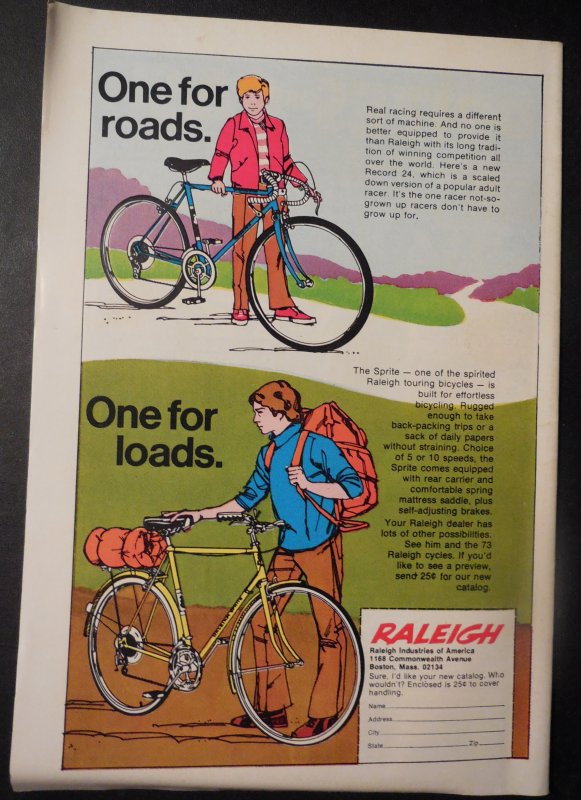 One for
roads.
Real racing requires a different
sort of machine. And no one is
better equipped to provide it
than Raleigh with its long tradi-
tion of winning competition all
over the world. Here's a new
Record 24, which is a scaled
down version of a popular adult
racer. It's the one racer not-so-
grown up racers don't have to
grow up for.
The Sprite — one of the spirited
Raleigh touring bicycles — is
built for effortless
bicycling. Rugged
enough to take
back-packing trips or a
sack of daily papers
without straining. Choice
of 5 or 10 speeds, the
Sprite comes equipped
with rear carrier and
comfortable spring
mattress saddle, plus
self-adjusting brakes.
Your Raleigh dealer has
lots of other possibilities.
See him and the 73
Raleigh cycles. If you'd
like to see a preview,
send 25¢ for our new
catalog.
One for
loads.
RALEIGH
Raleigh Industries of America
1168 Commonwealth Avenue
Boston, Mass. 02134
Sure, I'd like your new catalog. Who
wouldn't? Enclosed is 25¢ to cover
handling.
Name
Address
City
State Zip